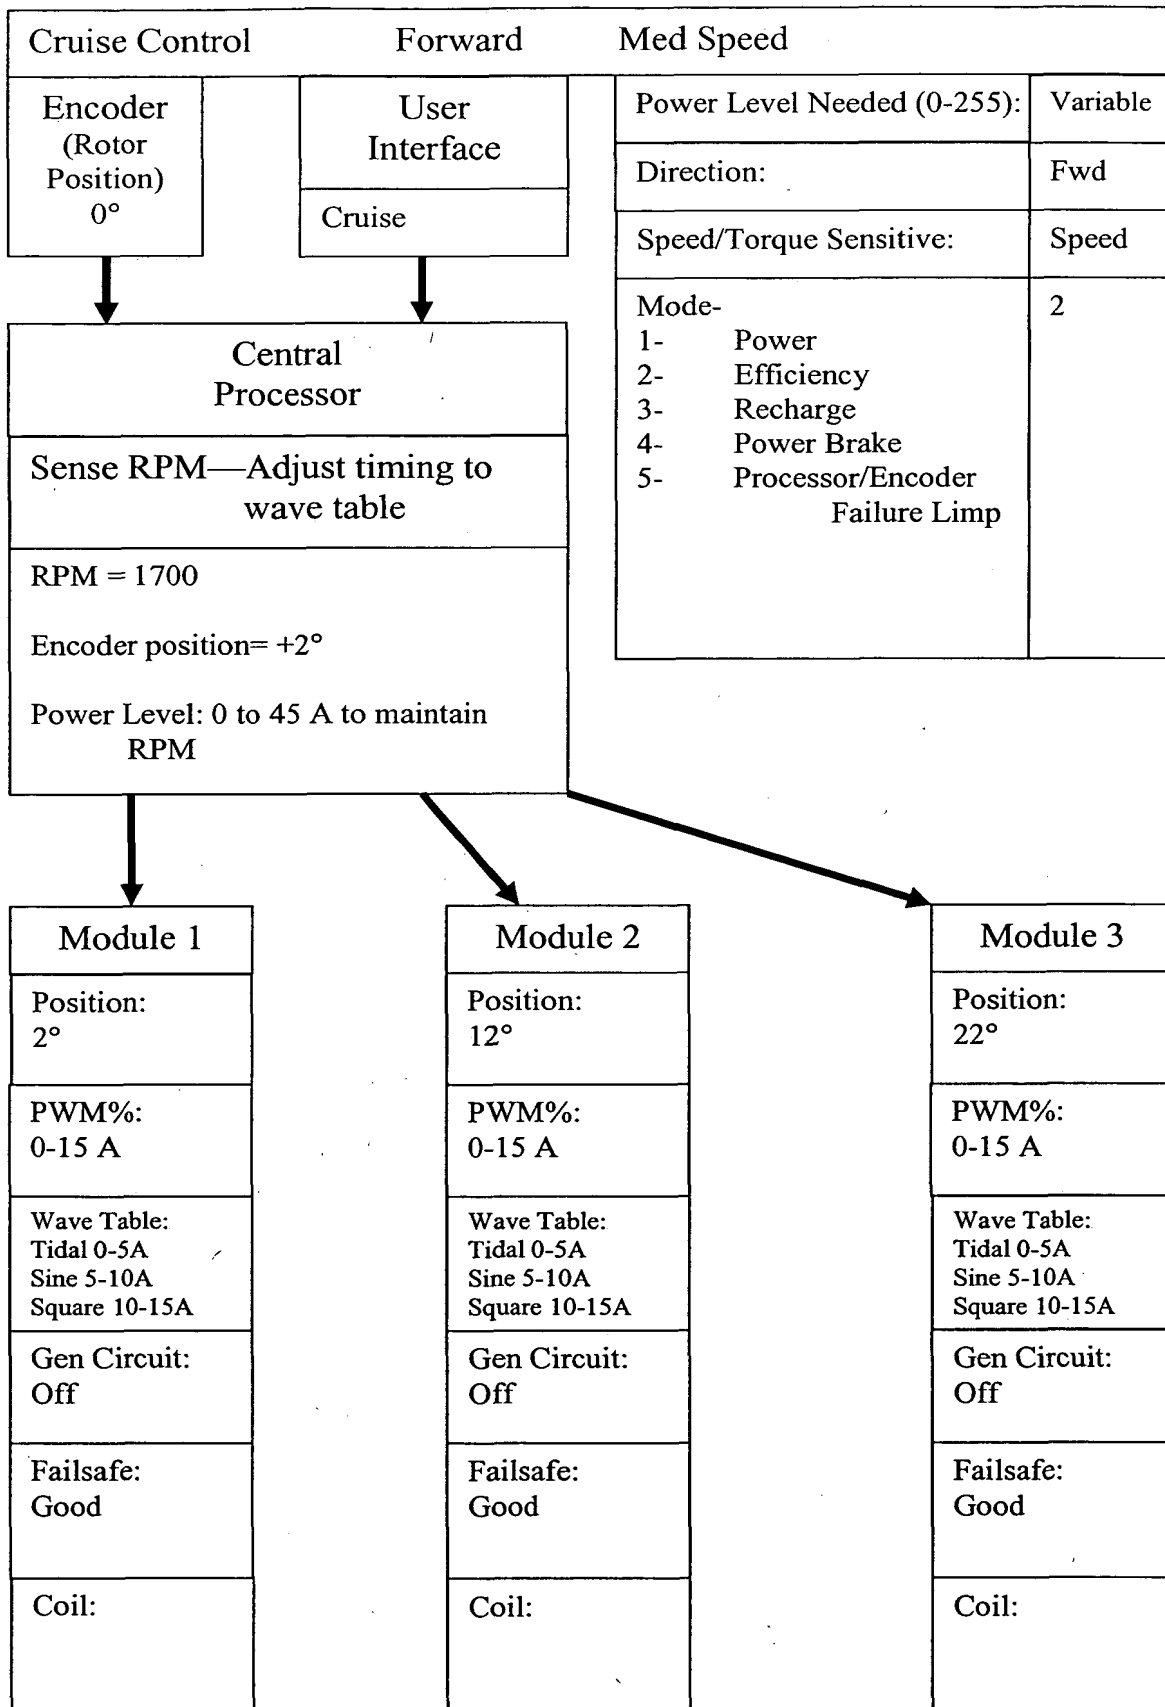 Cruise Control Forward Med Speed
Encoder
(Rotor
Position)
0°
User
Interface
Cruise
Power Level Needed (0-255): Variable
Direction: Fwd
Speed/Torque Sensitive: Speed
Mode- 2
1- Power
2- Efficiency
3- Recharge
4- Power Brake
5- Processor/Encoder
Failure Limp
Central
Processor
Sense RPM—Adjust timing to
wave table
RPM = 1700
Encoder position= +2°
Power Level: 0 to 45 A to maintain
RPM
Module 1
Position:
2°
PWM%:
0-15 A
Wave Table:
Tidal 0-5A
Sine 5-10A
Square 10-15A
Gen Circuit:
Off
Failsafe:
Good
Coil:
Module 2
Position:
12°
PWM%:
0-15 A
Wave Table:
Tidal 0-5A
Sine 5-10A
Square 10-15A
Gen Circuit:
Off
Failsafe:
Good
Coil:
Module 3
Position:
22°
PWM%:
0-15 A
Wave Table:
Tidal 0-5A
Sine 5-10A
Square 10-15A
Gen Circuit:
Off
Failsafe:
Good
Coil: